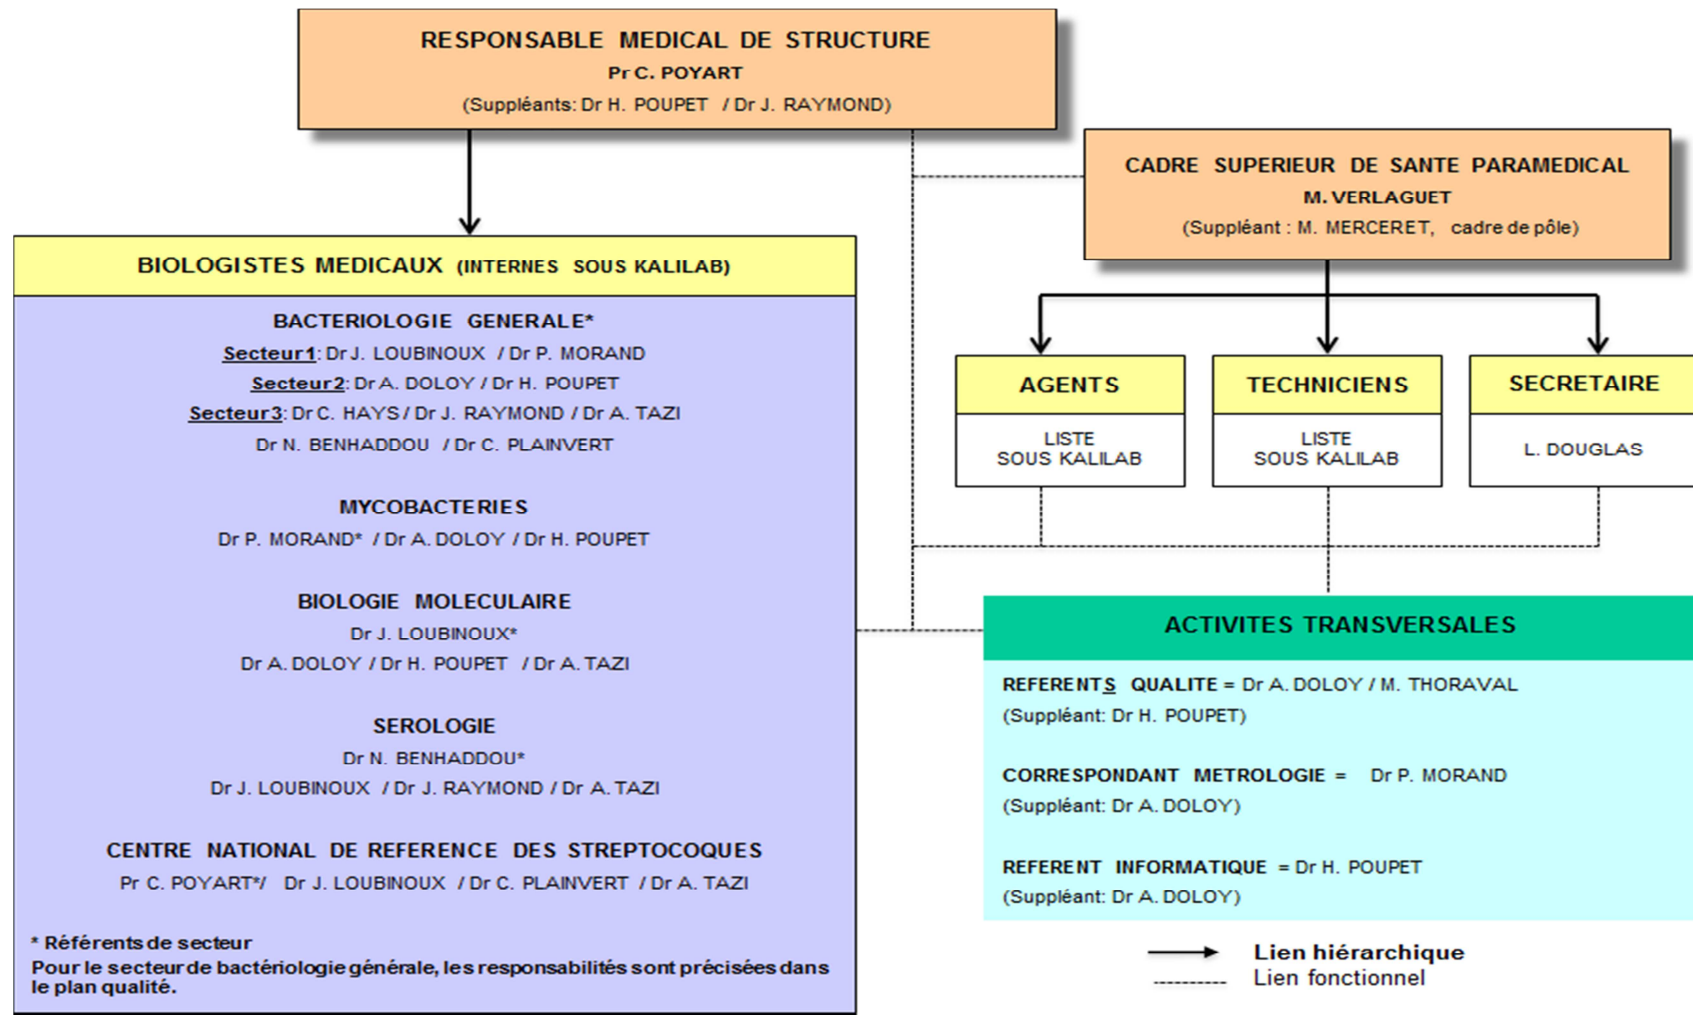 RESPONSABLE MEDICAL DE STRUCTURE
Pr C. POYART
(Suppléants: Dr H. POUPET / Dr J. RAYMOND)
CADRE SUPERIEUR DE SANTE PARAMEDICAL
M. VERLAGUET
(Suppléant : M. MERCERET, cadre de pôle)
BIOLOGISTES MEDICAUX (INTERNES SOUS KALILAB)
BACTERIOLOGIE GENERALE*
Secteur1: Dr J. LOUBINOUX / Dr P. MORAND
Secteur2: Dr A. DOLOY / Dr H. POUPET
Secteur3: Dr C. HAYS / Dr J. RAYMOND / Dr A. TAZI
Dr N. BENHADDOU / Dr C. PLAINVERT
MYCOBACTERIES
Dr P. MORAND* / Dr A. DOLOY / Dr H. POUPET
BIOLOGIE MOLECULAIRE
Dr J. LOUBINOUX*
Dr A. DOLOY / Dr H. POUPET / Dr A. TAZI
SEROLOGIE
Dr N. BENHADDOU*
Dr J. LOUBINOUX / Dr J. RAYMOND / Dr A. TAZI
CENTRE NATIONAL DE REFERENCE DES STREPTOCOQUES
Pr C. POYART*/ Dr J. LOUBINOUX / Dr C. PLAINVERT / Dr A. TAZI
* Référents de secteur
Pour le secteur de bactériologie générale, les responsabilités sont précisées dans
le plan qualité.
AGENTS
LISTE
SOUS KALILAB
TECHNICIENS
LISTE
SOUS KALILAB
SECRETAIRE
L. DOUGLAS
ACTIVITES TRANSVERSALES
REFERENTS QUALITE = Dr A. DOLOY / M. THORAVAL
(Suppléant: Dr H. POUPET)
CORRESPONDANT METROLOGIE = Dr P. MORAND
(Suppléant: Dr A. DOLOY)
REFERENT INFORMATIQUE = Dr H. POUPET
(Suppléant: Dr A. DOLOY)
Lien hiérarchique
Lien fonctionnel